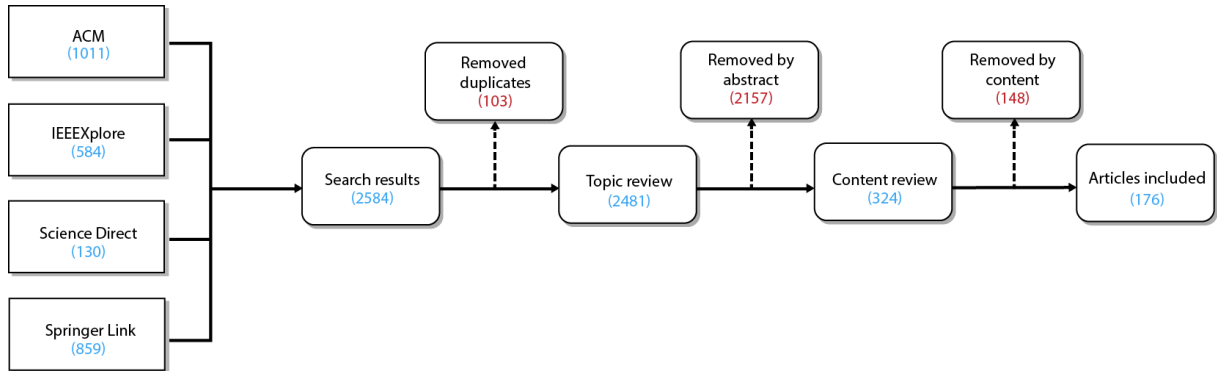 ACM
(1011)
IEEEXplore
(584)
Science Direct
(130)
Springer Link
(859)
Search results
(2584)
Removed
duplicates
(103)
Topic review
(2481)
Removed by
abstract
(2157)
Content review
(324)
Removed by
content
(148)
Articles included
(176)